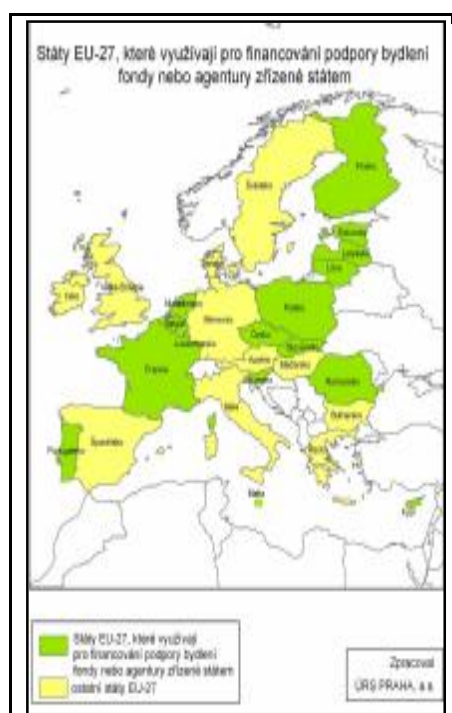 Státy EU-27, které využívají pro financování podpory bydlení
fondy nebo agentury zřízené státem
Finsko
Švédsko
Estonsko
Lotyšsko
Litva
Irsko
Velká Británie
Nizozemsko
Polsko
Belgie
Německo
Lucembursko
Česko
Slovensko
Francie
Rakousko
Maďarsko
Slovinsko
Rumunsko
Itálie
Bulharsko
Portugalsko
Španělsko
Řecko
Malta
Státy EU-27, které využívají
pro financování podpory bydlení
fondy nebo agentury zřízené státem
ostatní státy EU-27
Zpracoval
ÚRS PRAHA, a.s.